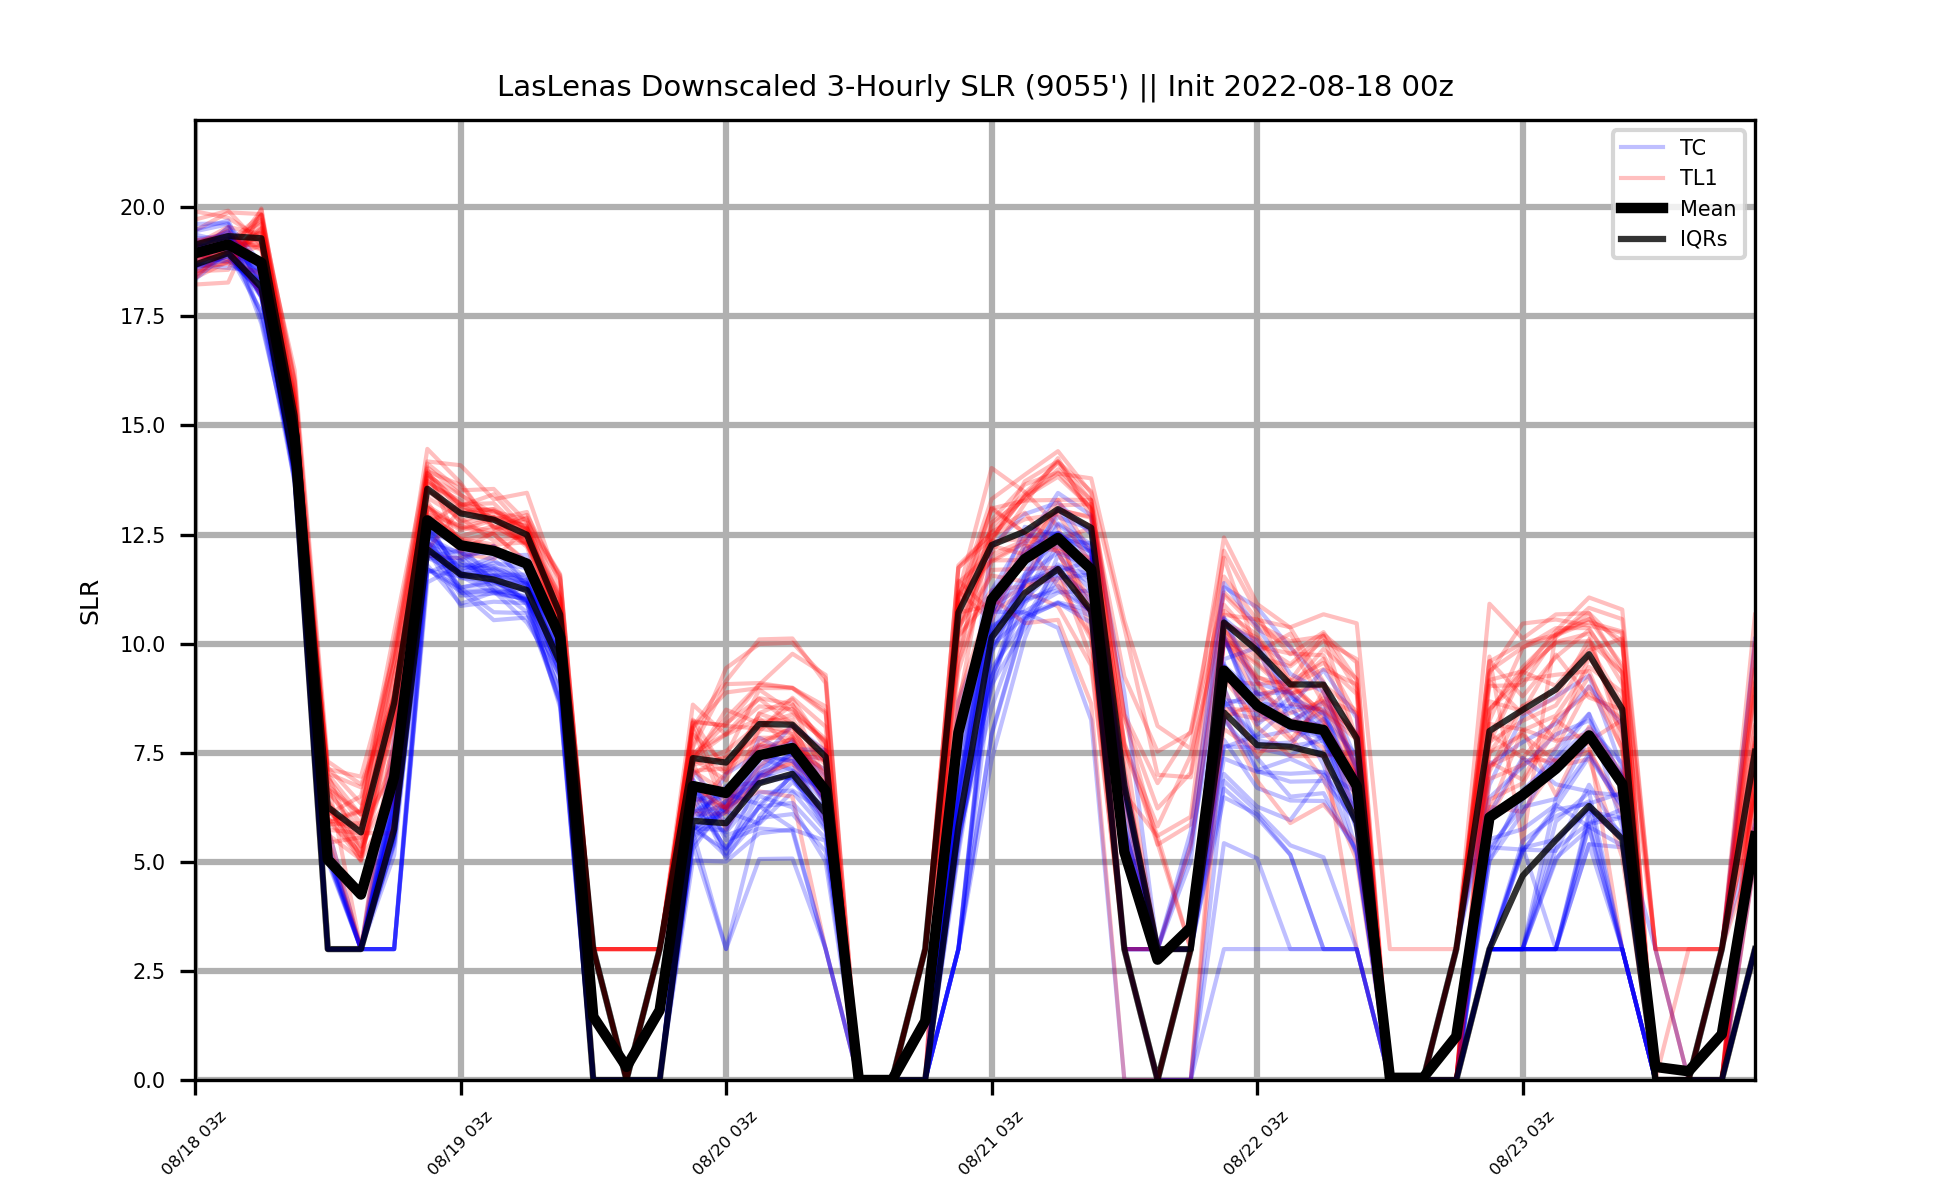 LasLenas Downscaled 3-Hourly SLR (9055') || Init 2022-08-18 00z
TC
TL1
Mean
IQRs
SLR
20.0
17.5
15.0
12.5
10.0
7.5
5.0
2.5
0.0
08/18 03z
08/19 03z
08/20 03z
08/21 03z
08/22 03z
08/23 03z